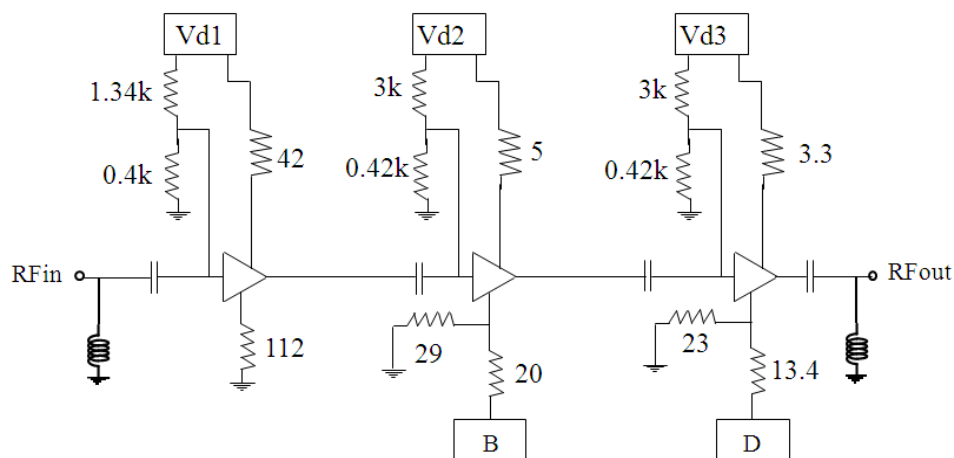 Vd1 Vd2 Vd3
1.34k 3k 3k
42 5 3.3
0.4k 0.42k 0.42k
RFin RFout
112 29 20 23 13.4
B D